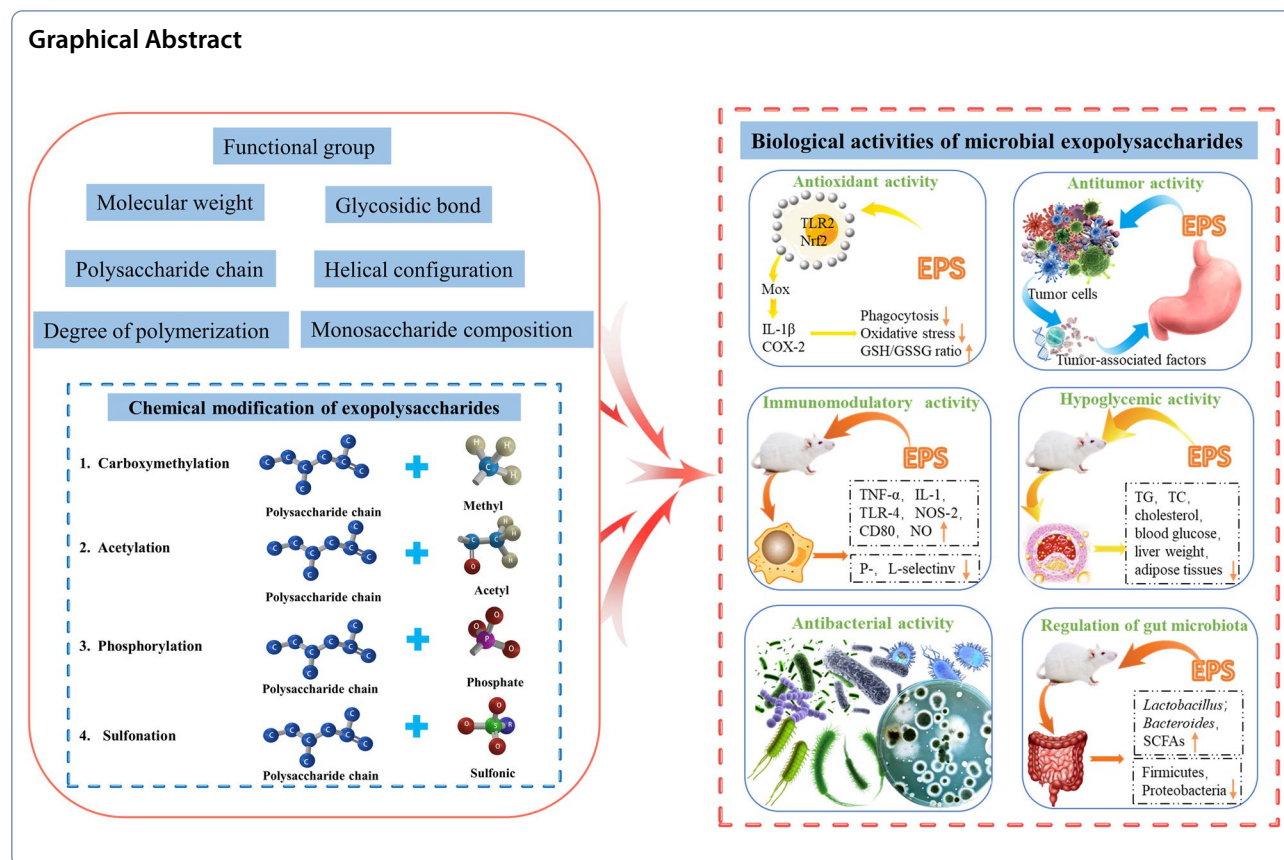 Graphical Abstract
Functional group
Molecular weight
Glycosidic bond
Polysaccharide chain
Helical configuration
Degree of polymerization
Monosaccharide composition
Chemical modification of exopolysaccharides
1. Carboxymethylation
C C C C C C C C
H H C H
Polysaccharide chain
Methyl
2. Acetylation
C C C C C C C C
H C C H O H
Polysaccharide chain
Acetyl
3. Phosphorylation
C C C C C C C C
O O O P O
Polysaccharide chain
Phosphate
4. Sulfonation
C C C C C C C C
O O S R O
Polysaccharide chain
Sulfonic
Biological activities of microbial exopolysaccharides
Antioxidant activity
TLR2
Nrf2
EPS
Mox
IL-1β
COX-2
Phagocytosis
Oxidative stress
GSH/GSSG ratio
Antitumor activity
EPS
Tumor cells
Tumor-associated factors
Immunomodulatory activity
EPS
TNF-α, IL-1,
TLR-4, NOS-2,
CD80, NO
P-, L-selectinv
Hypoglycemic activity
EPS
TG, TC,
cholesterol,
blood glucose,
liver weight,
adipose tissues
Antibacterial activity
Regulation of gut microbiota
EPS
Lactobacillus;
Bacteroides,
SCFAs
Firmicutes,
Proteobacteria